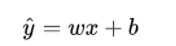 ŷ = wx + b